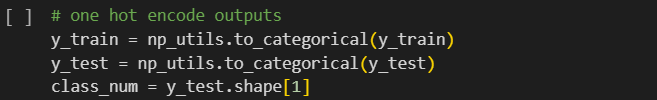 [ ] # one hot encode outputs
y_train = np_utils.to_categorical(y_train)
y_test = np_utils.to_categorical(y_test)
class_num = y_test.shape[1]